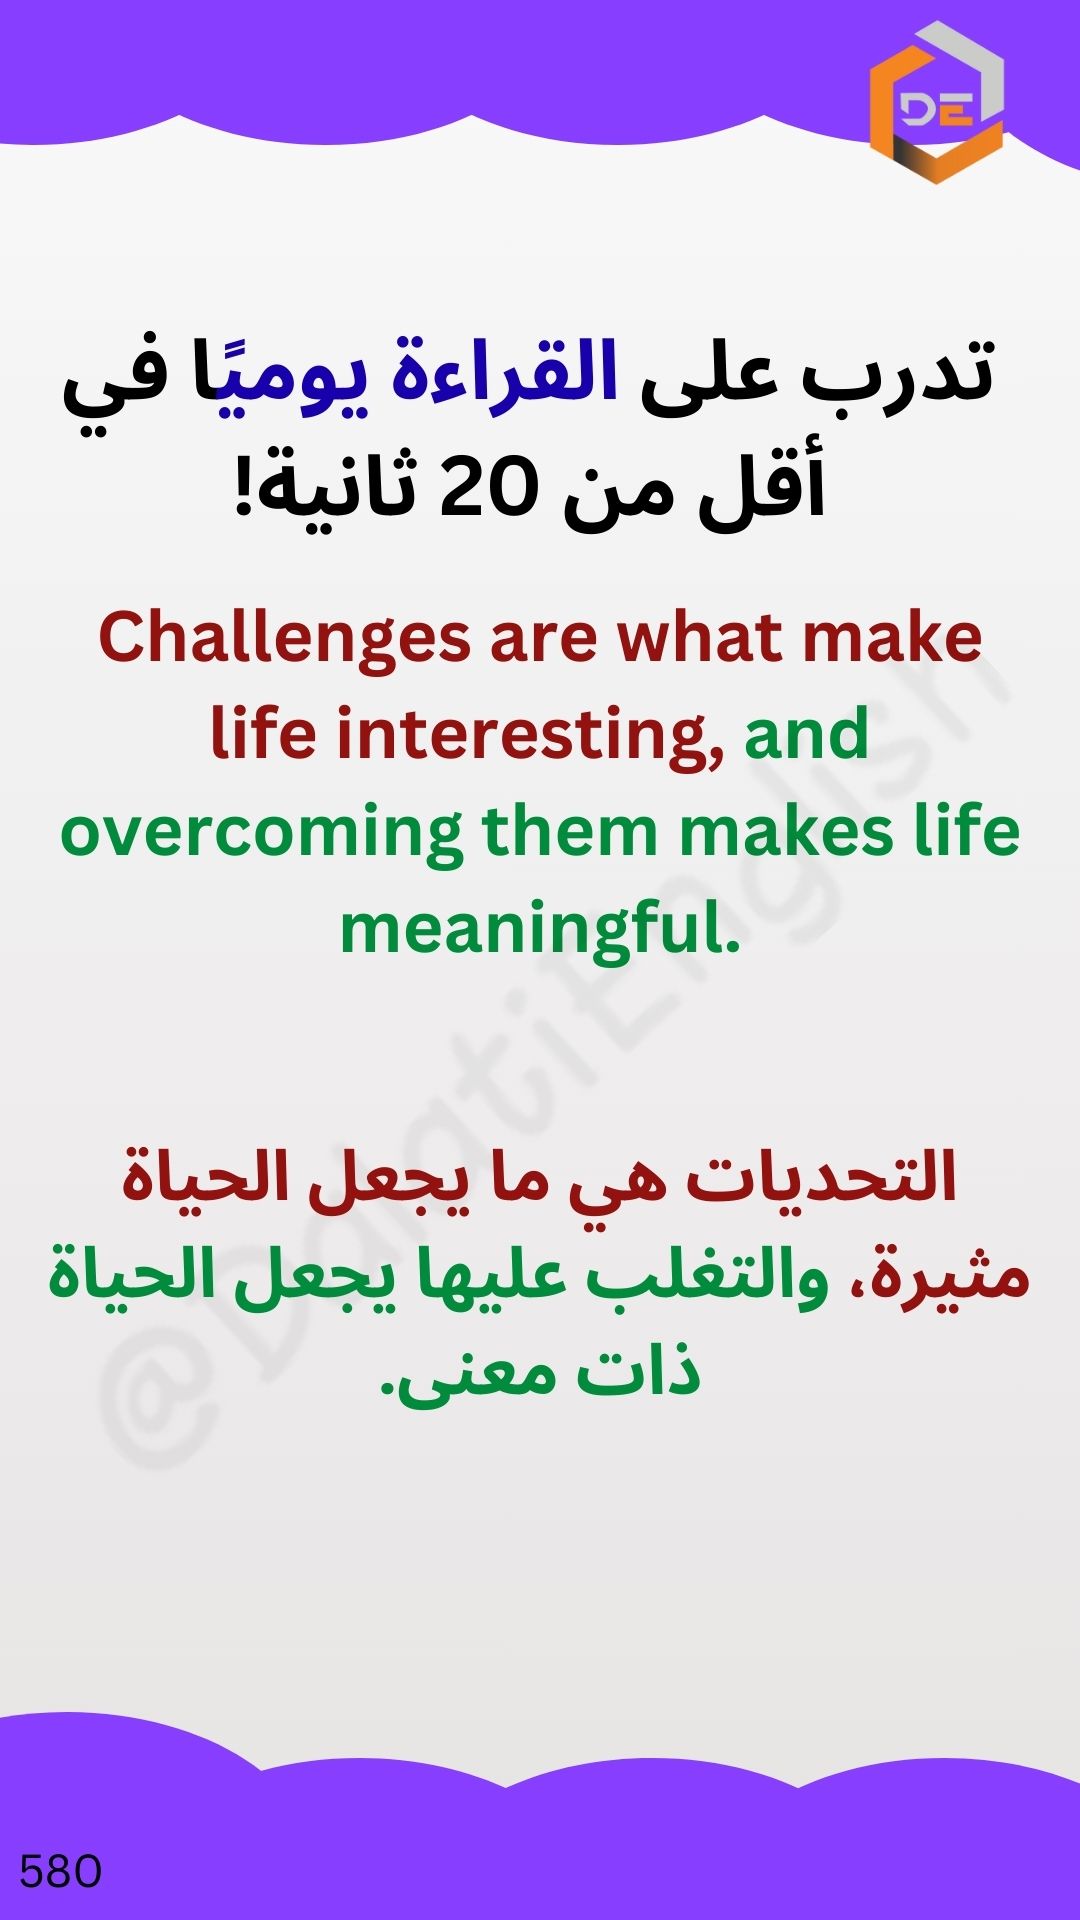 DE
تدرب على القراءة يوميًا في
أقل من 20 ثانية!
Challenges are what make
life interesting, and
overcoming them makes life
meaningful.
التحديات هي ما يجعل الحياة
مثيرة، والتغلب عليها يجعل الحياة
ذات معنى.
@DdatiEnglish
580